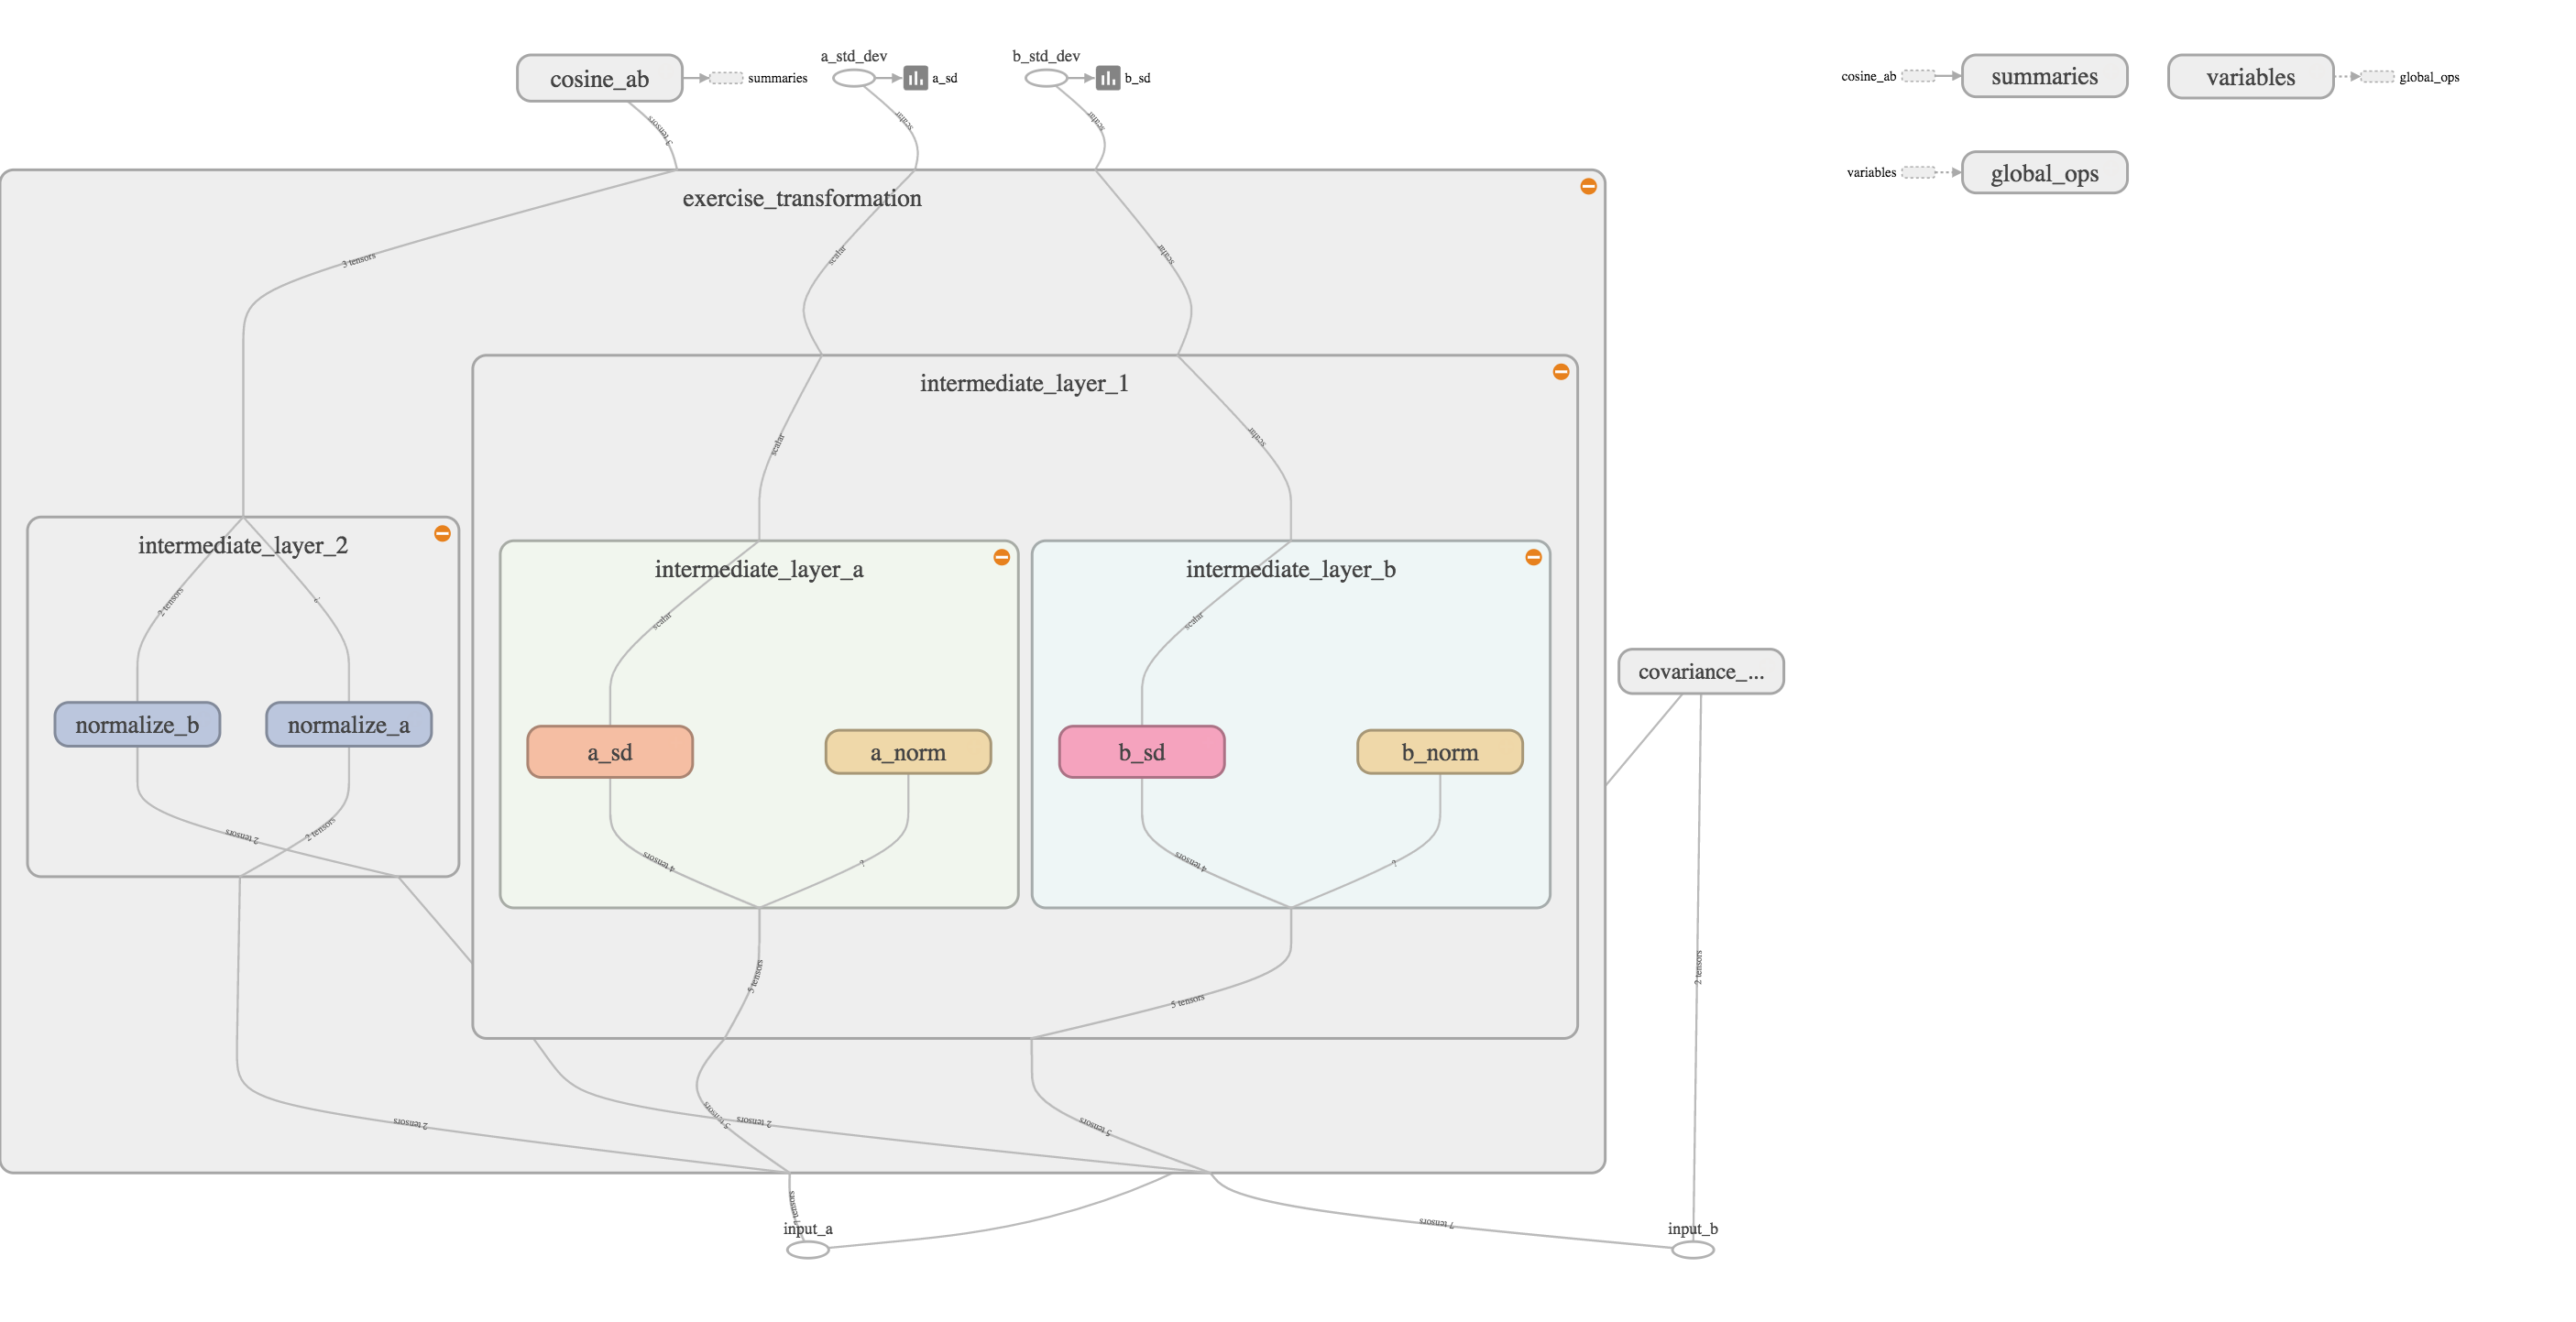 a_std_dev
b_std_dev
cosine_ab
summaries
a_sd
b_sd
cosine_ab
summaries
variables
global_ops
3 tensors
scalar
scalar
variables
global_ops
exercise_transformation
3 tensors
scalar
scalar
intermediate_layer_1
scalar
scalar
intermediate_layer_2
intermediate_layer_a
intermediate_layer_b
2 tensors
?
scalar
scalar
covariance_...
normalize_b
normalize_a
a_sd
a_norm
b_sd
b_norm
2 tensors
2 tensors
4 tensors
?
4 tensors
?
5 tensors
5 tensors
2 tensors
2 tensors
5 tensors
2 tensors
5 tensors
7 tensors
7 tensors
input_a
input_b